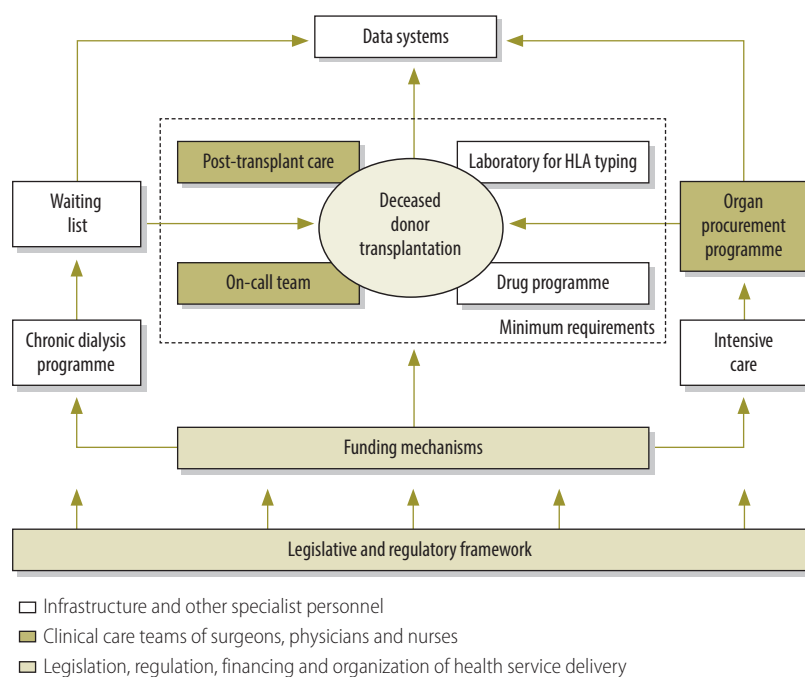 Data systems
Post-transplant care
Laboratory for HLA typing
Waiting
list
Deceased
donor
transplantation
Organ
procurement
programme
On-call team
Drug programme
Minimum requirements
Chronic dialysis
programme
Intensive
care
Funding mechanisms
Legislative and regulatory framework
Infrastructure and other specialist personnel
Clinical care teams of surgeons, physicians and nurses
Legislation, regulation, financing and organization of health service delivery